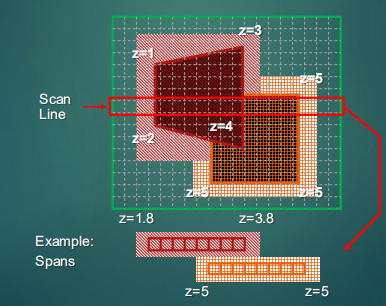 z=3
z=1
z=5
Scan
Line
z=4
z=2
z=5
z=5
z=1.8
z=3.8
Example:
Spans
z=5
z=5